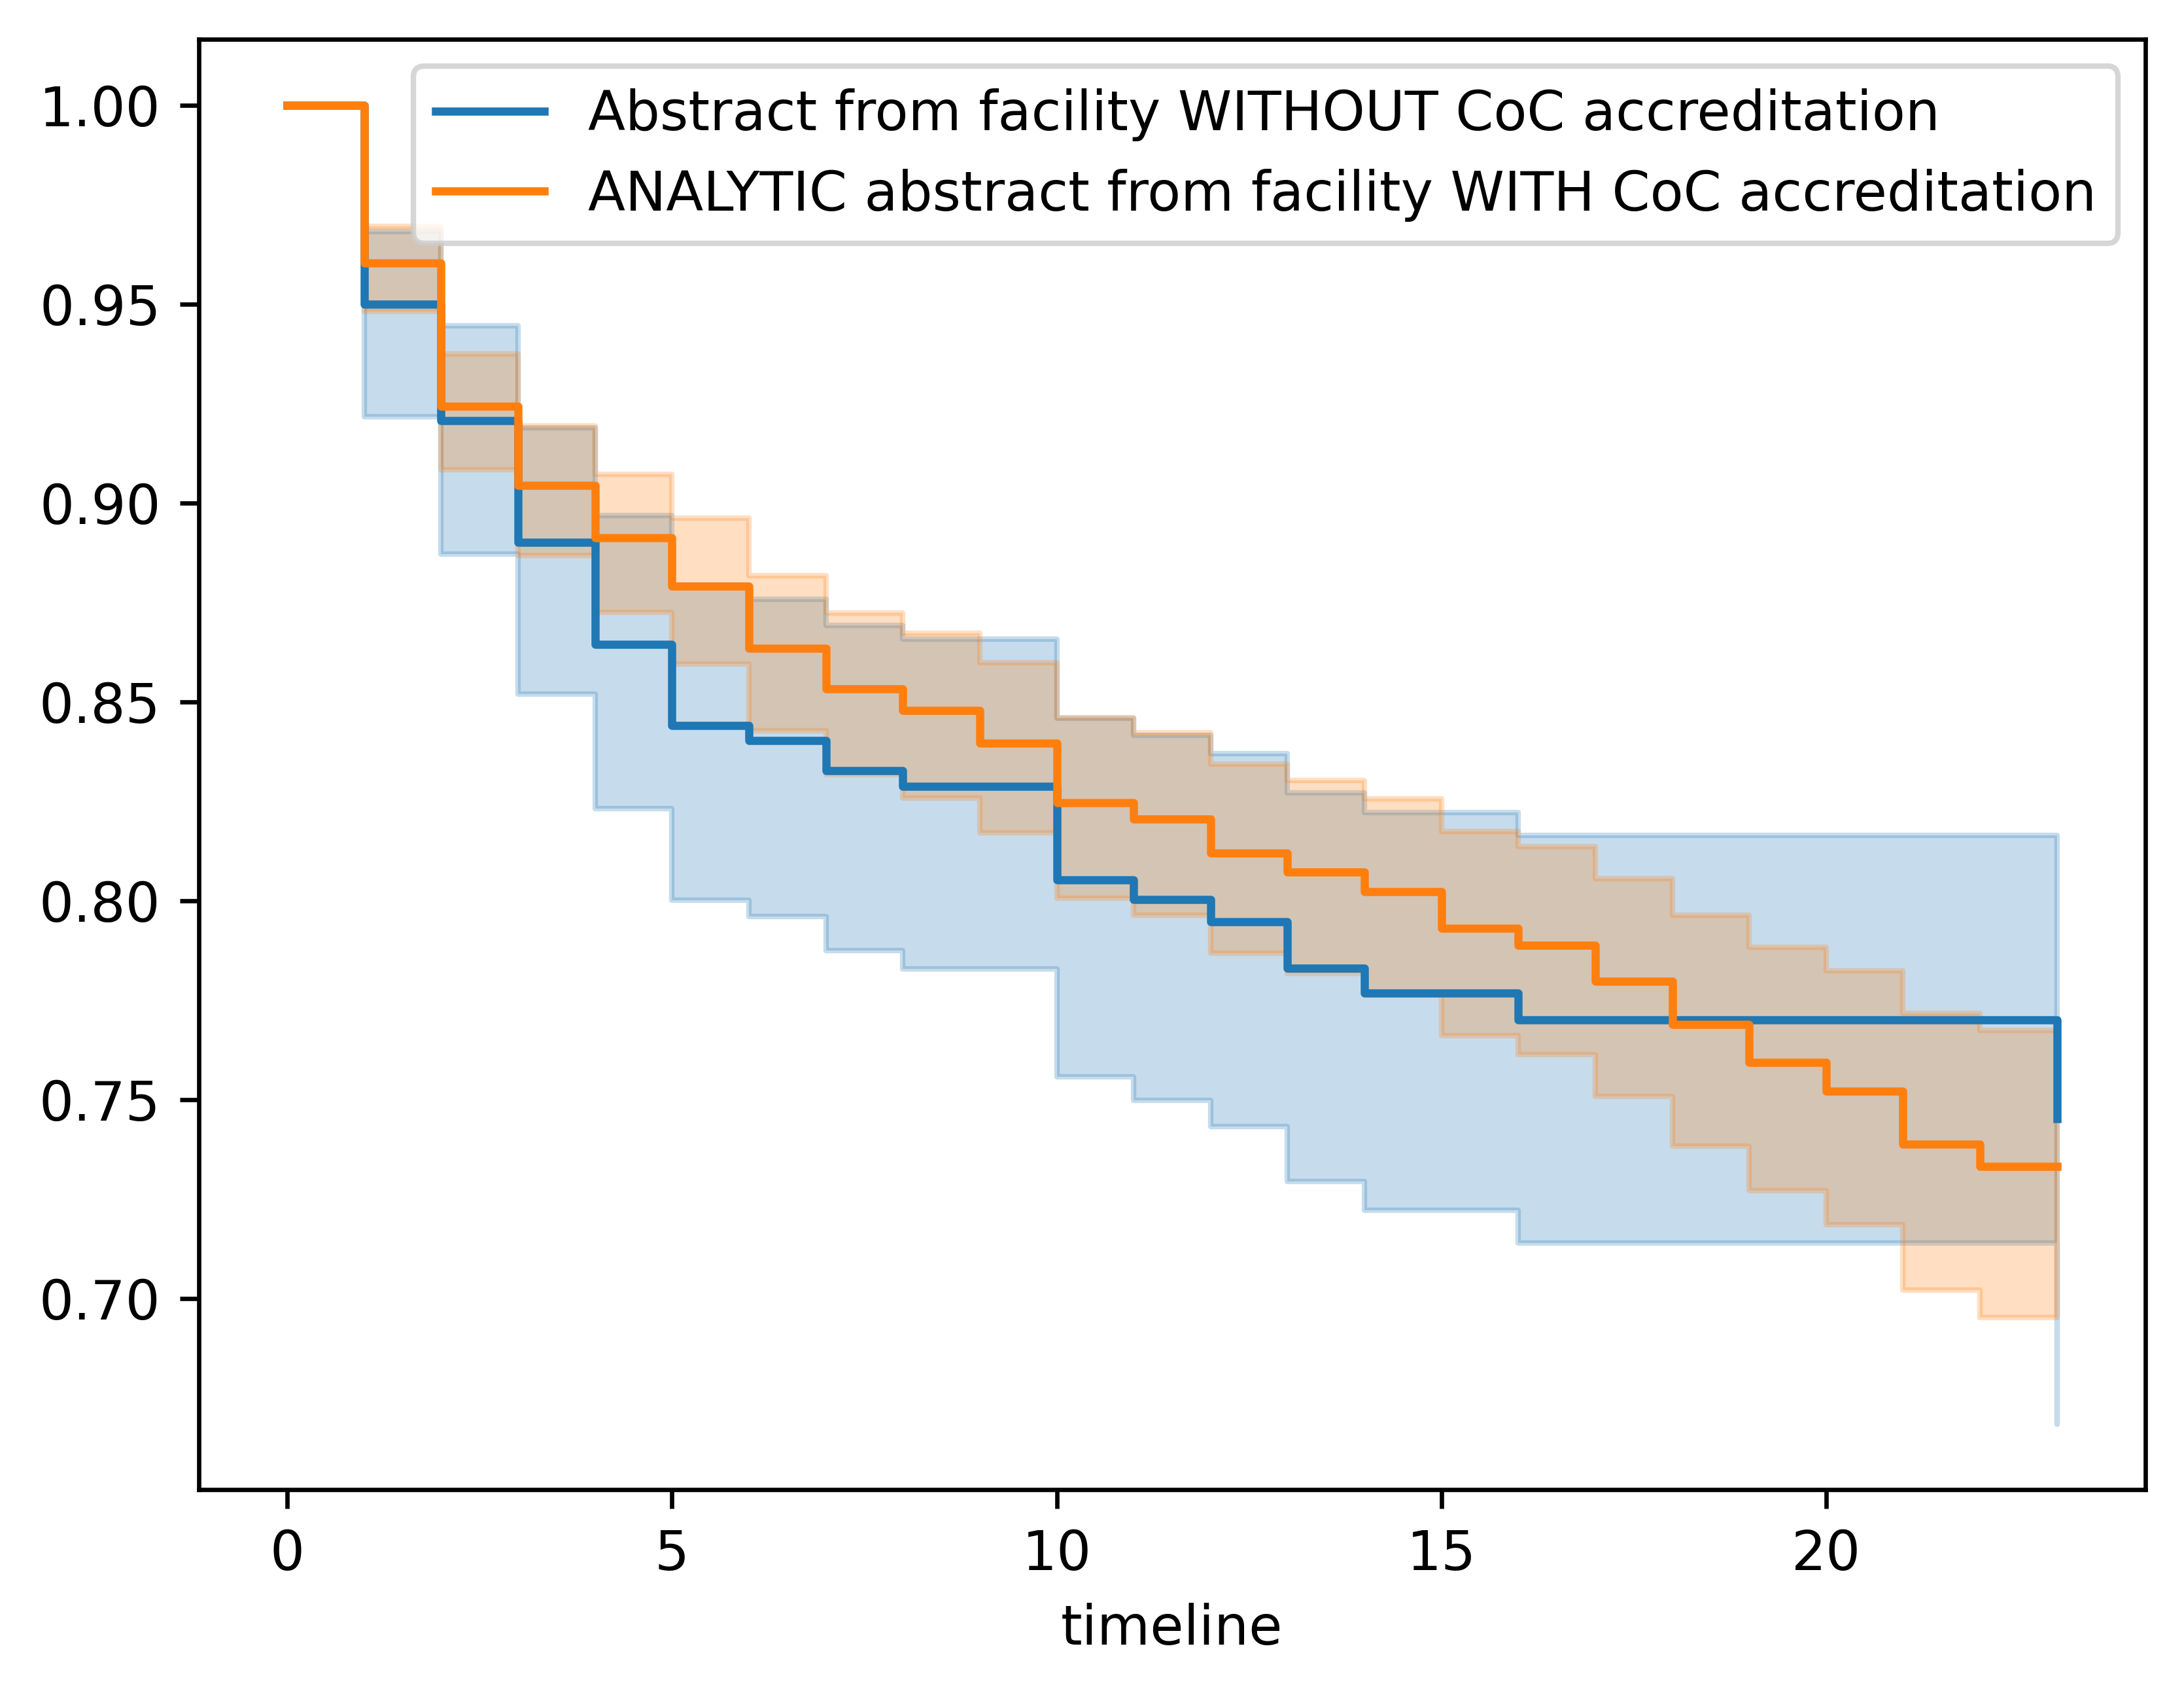 Abstract from facility WITHOUT CoC accreditation
ANALYTIC abstract from facility WITH CoC accreditation
1.00
0.95
0.90
0.85
0.80
0.75
0.70
0 5 10 15 20
timeline